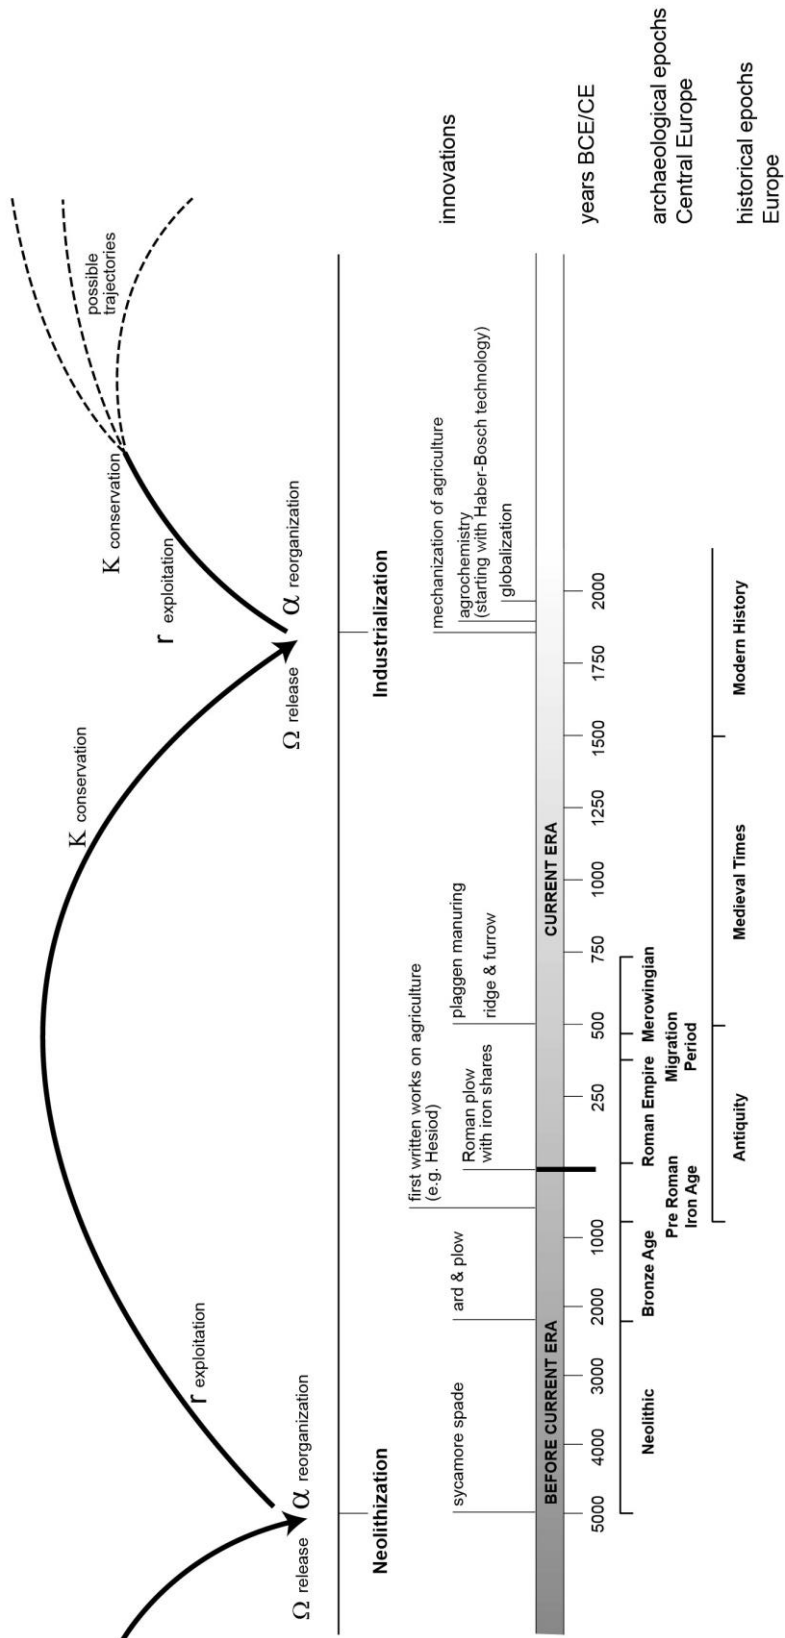 Ω release
α reorganization
r exploitation
K conservation
Ω release
α reorganization
r exploitation
K conservation
possible
trajectories
Neolithization
Industrialization
innovations
sycamore spade
ard & plow
first written works on agriculture
(e.g. Hesiod)
Roman plow
with iron shares
plaggen manuring
ridge & furrow
mechanization of agriculture
agrochemistry
(starting with Haber-Bosch technology)
globalization
BEFORE CURRENT ERA
CURRENT ERA
years BCE/CE
5000
4000
3000
2000
1000
250
500
750
1000
1250
1500
1750
2000
archaeological epochs
Central Europe
Neolithic
Bronze Age
Pre Roman
Iron Age
Roman Empire
Migration
Period
Merowingian
historical epochs
Europe
Antiquity
Medieval Times
Modern History